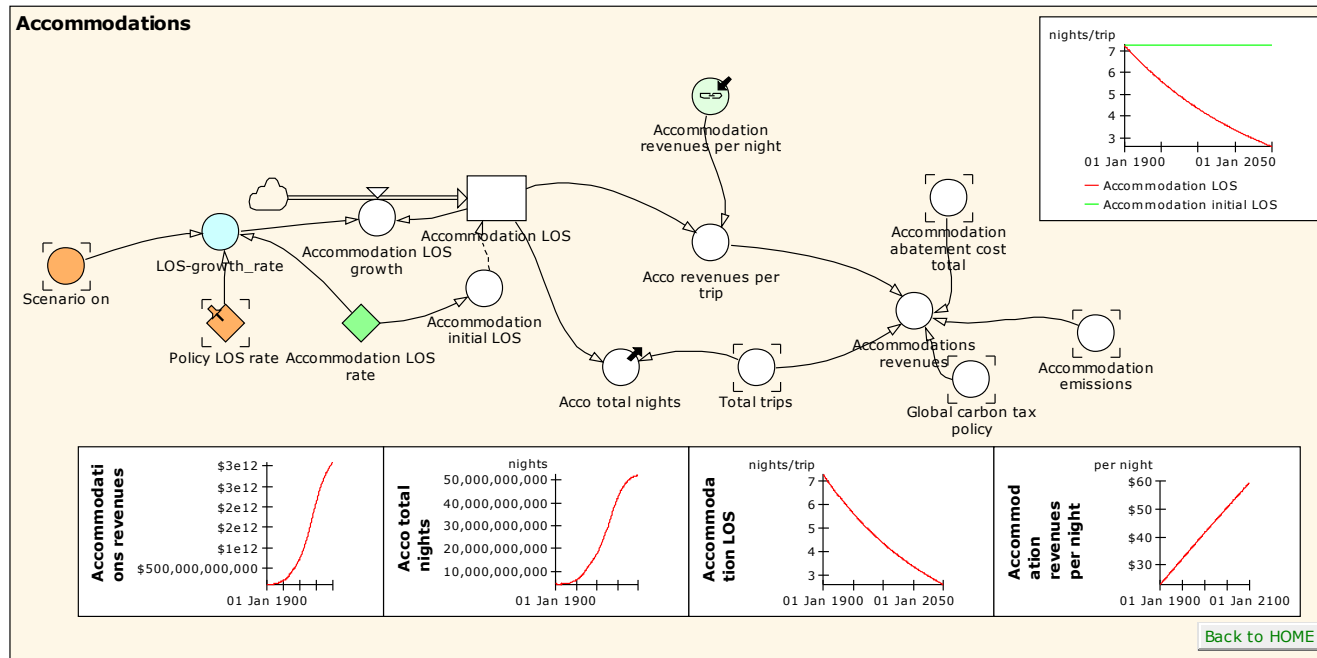 Accommodations
nights/trip
7
6
5
4
3
01 Jan 1900
01 Jan 2050
Accommodation LOS
Accommodation initial LOS
Accommodation
revenues per night
Accommodation
abatement cost
total
Accommodation LOS
Accommodation LOS
growth
LOS-growth_rate
Acco revenues per
trip
Scenario on
Accommodation
initial LOS
Policy LOS rate
Accommodation LOS
rate
Accommodations
revenues
Accommodation
emissions
Acco total nights
Total trips
Global carbon tax
policy
Accommodati
ons revenues
$3e12
$3e12
$2e12
$2e12
$1e12
$500,000,000,000
01 Jan 1900
Acco total
nights
nights
50,000,000,000
40,000,000,000
30,000,000,000
20,000,000,000
10,000,000,000
01 Jan 1900
Accommoda
tion LOS
nights/trip
7
6
5
4
3
01 Jan 1900
01 Jan 2050
Accommod
ation
revenues
per night
per night
$60
$50
$40
$30
01 Jan 1900
01 Jan 2100
Back to HOME